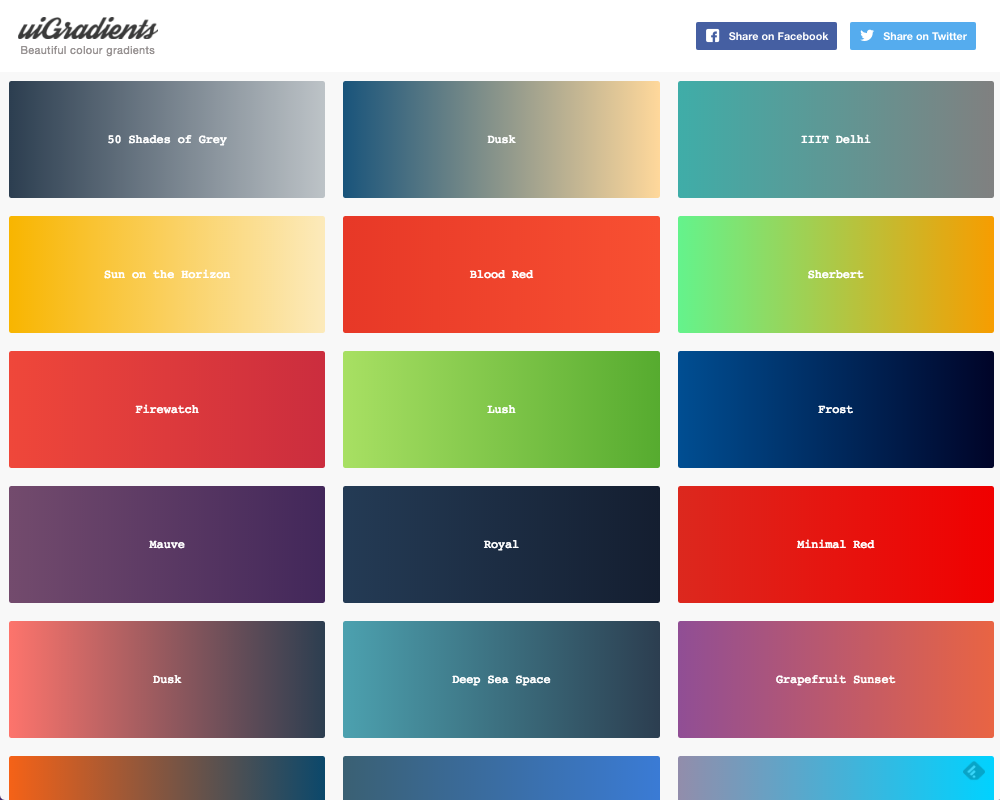 uiGradients
Beautiful colour gradients
Share on Facebook
Share on Twitter
50 Shades of Grey
Dusk
IIIT Delhi
Sun on the Horizon
Blood Red
Sherbert
Firewatch
Lush
Frost
Mauve
Royal
Minimal Red
Dusk
Deep Sea Space
Grapefruit Sunset